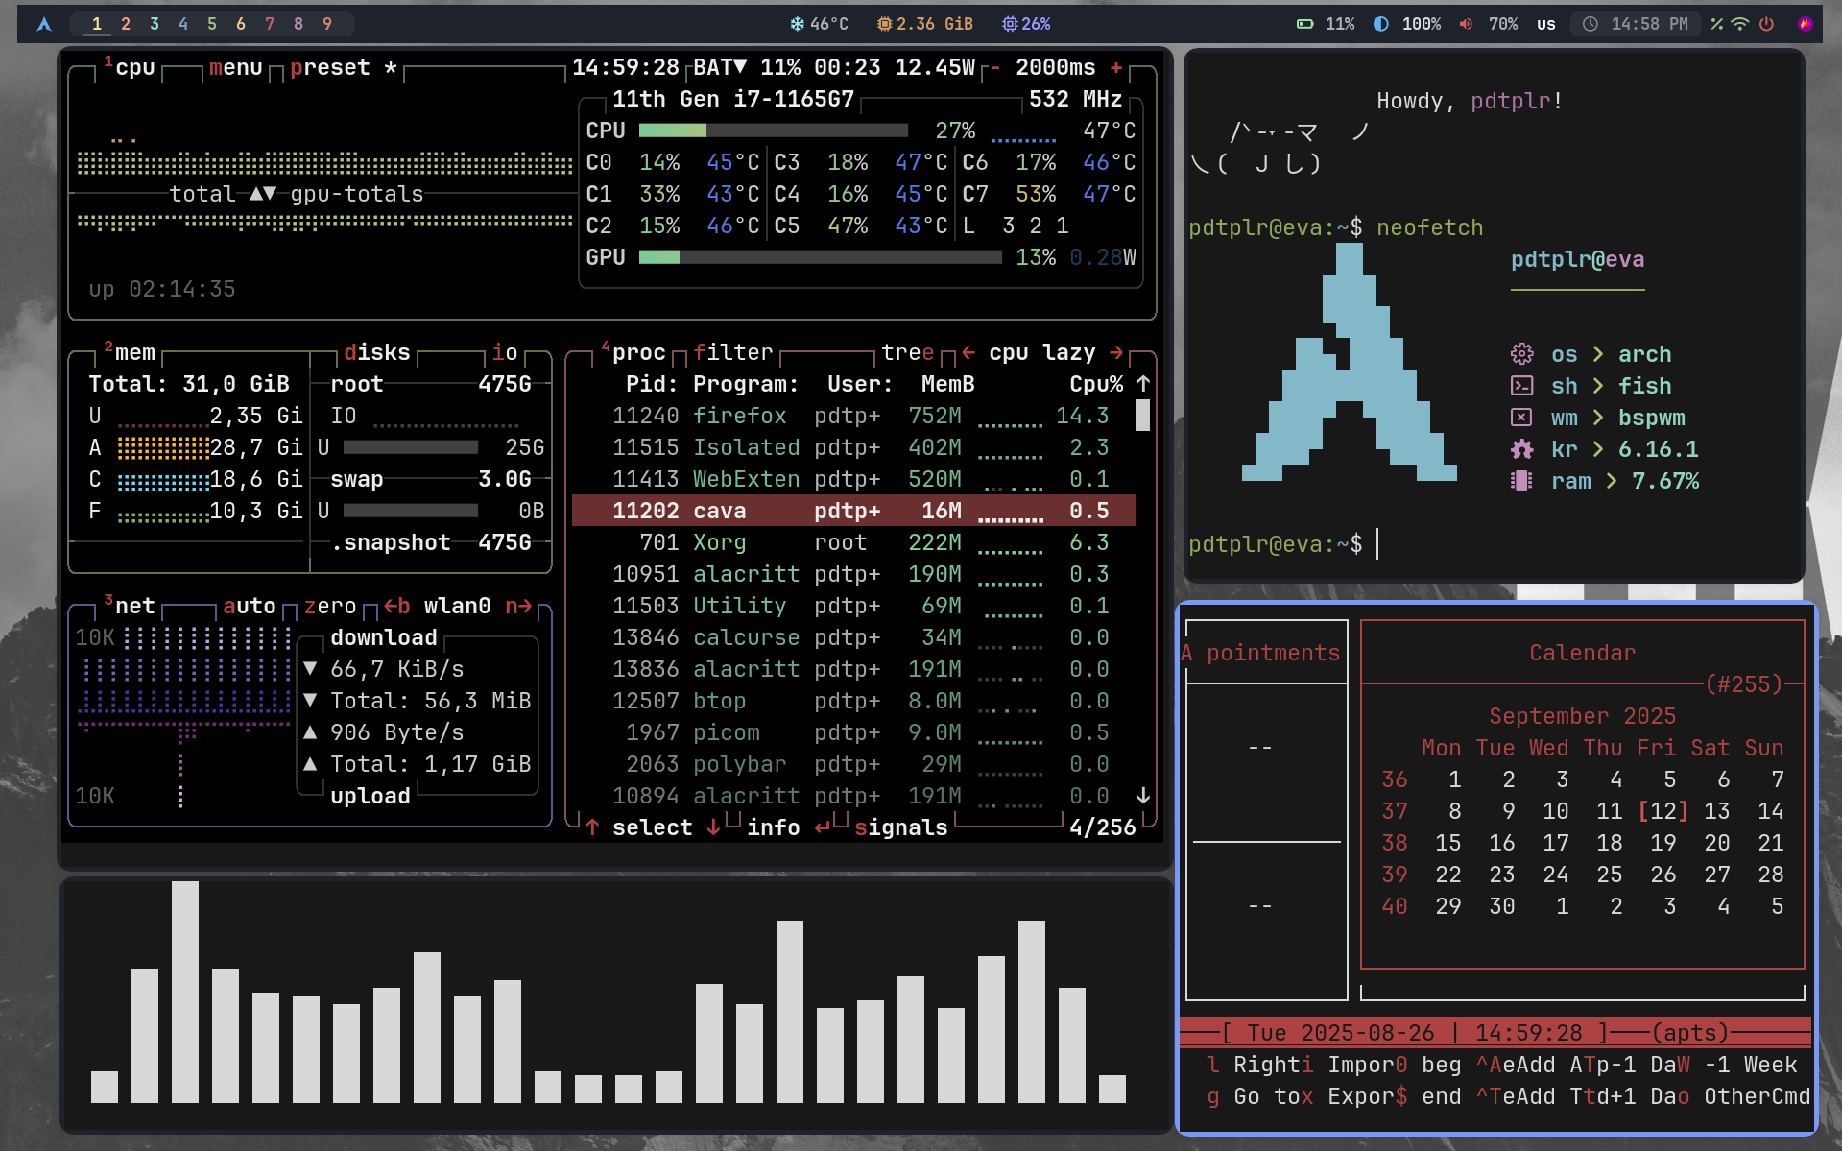 1 2 3 4 5 6 7 8 9
46°C 2.36 GiB 26%
11% 100% 70% us 14:58 PM
1cpu menu preset * 14:59:28 BAT▼ 11% 00:23 12.45W - 2000ms +
11th Gen i7-1165G7 532 MHz
CPU 27% 47°C
C0 14% 45°C C3 18% 47°C C6 17% 46°C
C1 33% 43°C C4 16% 45°C C7 53% 47°C
C2 15% 46°C C5 47% 43°C L 3 2 1
GPU 13% 0.28W
total ▲▼ gpu-totals
up 02:14:35
2mem disks io
Total: 31,0 GiB
U 2,35 Gi
A 28,7 Gi
C 18,6 Gi
F 10,3 Gi
root 475G
IO
U 25G
swap 3.0G
U 0B
.snapshot 475G
3net auto zero ←b wlan0 n→
10K
10K
download
▼ 66,7 KiB/s
▼ Total: 56,3 MiB
▲ 906 Byte/s
▲ Total: 1,17 GiB
upload
4proc filter tree ← cpu lazy →
Pid: Program: User: MemB Cpu% ↑
11240 firefox pdtp+ 752M 14.3
11515 Isolated pdtp+ 402M 2.3
11413 WebExten pdtp+ 520M 0.1
11202 cava pdtp+ 16M 0.5
701 Xorg root 222M 6.3
10951 alacritt pdtp+ 190M 0.3
11503 Utility pdtp+ 69M 0.1
13846 calcurse pdtp+ 34M 0.0
13836 alacritt pdtp+ 191M 0.0
12507 btop pdtp+ 8.0M 0.0
1967 picom pdtp+ 9.0M 0.5
2063 polybar pdtp+ 29M 0.0
10894 alacritt pdtp+ 191M 0.0 ↓
↑ select ↓ info ↵ signals 4/256
Howdy, pdtplr!
pdtplr@eva:~$ neofetch
pdtplr@eva
os > arch
sh > fish
wm > bspwm
kr > 6.16.1
ram > 7.67%
pdtplr@eva:~$
A pointments
--
--
Calendar
(#255)
September 2025
Mon Tue Wed Thu Fri Sat Sun
36 1 2 3 4 5 6 7
37 8 9 10 11 [12] 13 14
38 15 16 17 18 19 20 21
39 22 23 24 25 26 27 28
40 29 30 1 2 3 4 5
[ Tue 2025-08-26 | 14:59:28 ] (apts)
l Righti Impor0 beg ^AeAdd ATp-1 DaW -1 Week
g Go tox Expor$ end ^TeAdd Ttd+1 Dao OtherCmd